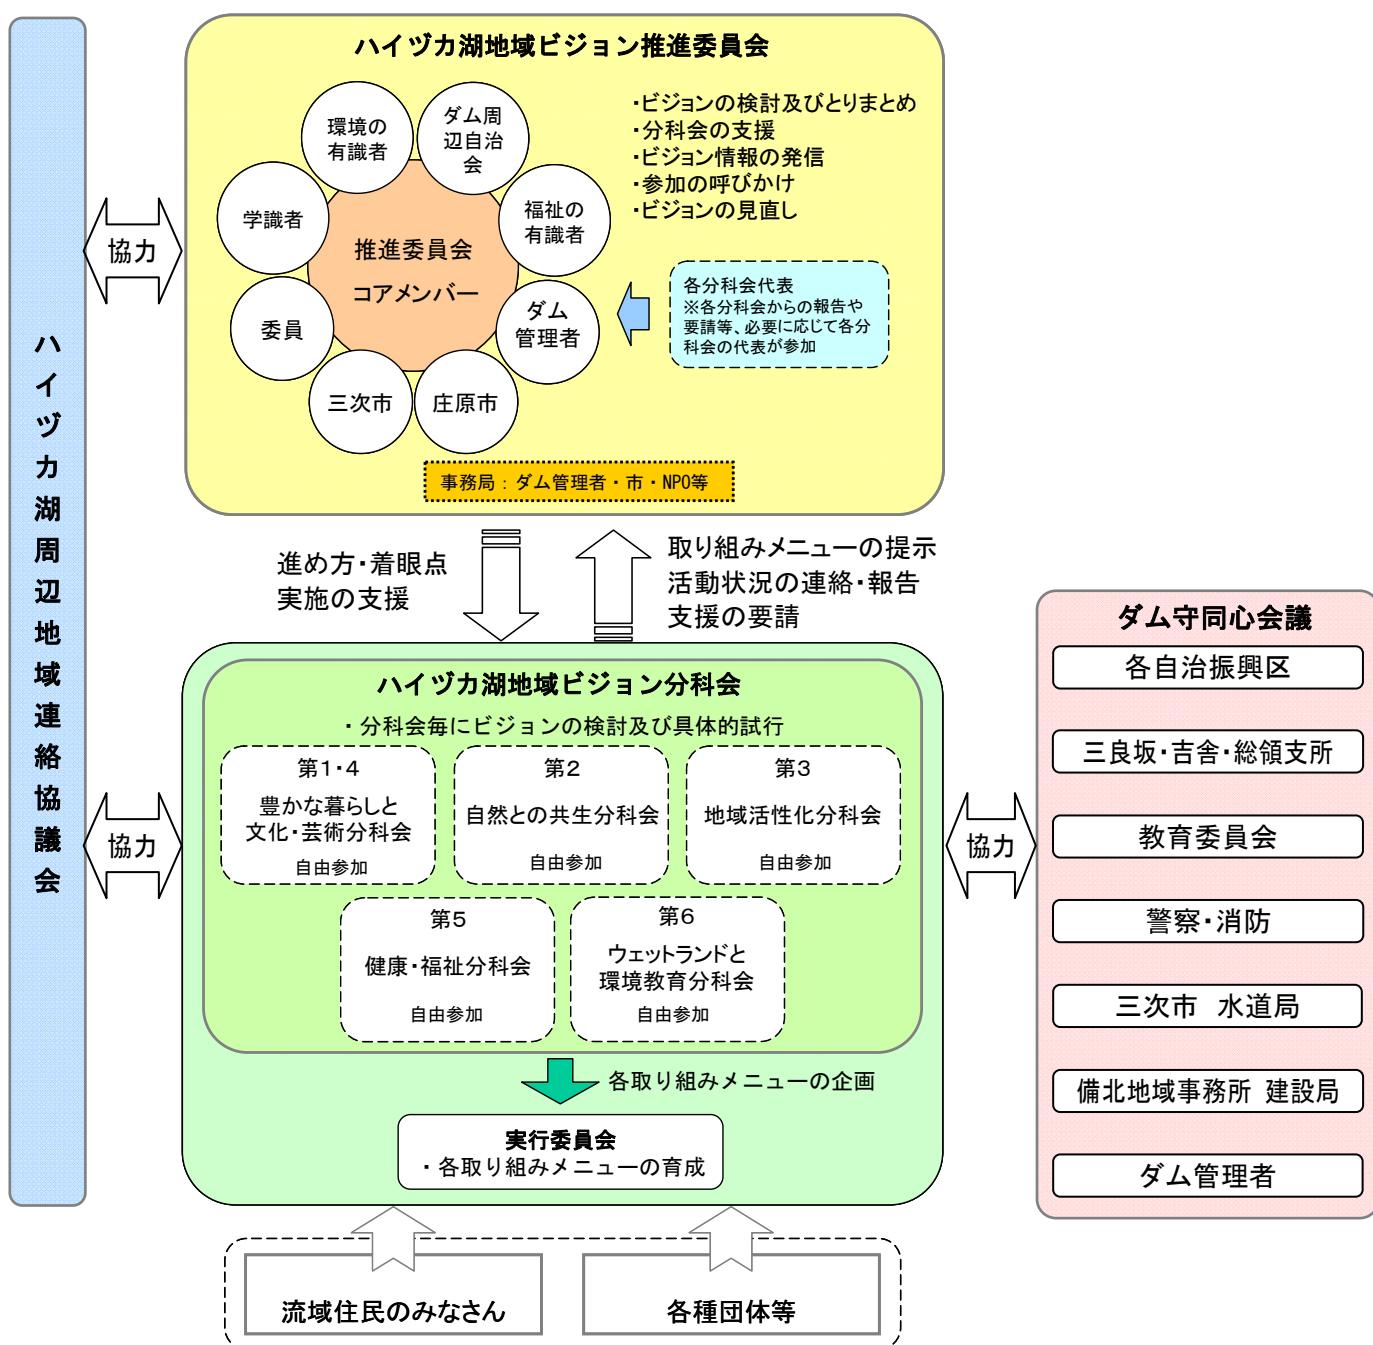 ハイヅカ湖周辺地域連絡協議会
ハイヅカ湖地域ビジョン推進委員会
環境の
有識者
ダム周
辺自治
会
学識者
福祉の
有識者
推進委員会
コアメンバー
委員
ダム
管理者
三次市
庄原市
・ビジョンの検討及びとりまとめ
・分科会の支援
・ビジョン情報の発信
・参加の呼びかけ
・ビジョンの見直し
各分科会代表
※各分科会からの報告や
要請等、必要に応じて各分
科会の代表が参加
事務局：ダム管理者・市・NPO等
協力
進め方・着眼点
実施の支援
取り組みメニューの提示
活動状況の連絡・報告
支援の要請
ハイヅカ湖地域ビジョン分科会
・分科会毎にビジョンの検討及び具体的試行
第1・4
豊かな暮らしと
文化・芸術分科会
自由参加
第2
自然との共生分科会
自由参加
第3
地域活性化分科会
自由参加
第5
健康・福祉分科会
自由参加
第6
ウェットランドと
環境教育分科会
自由参加
協力
協力
各取り組みメニューの企画
実行委員会
・各取り組みメニューの育成
流域住民のみなさん
各種団体等
ダム守同心会議
各自治振興区
三良坂・吉舎・総領支所
教育委員会
警察・消防
三次市　水道局
備北地域事務所 建設局
ダム管理者